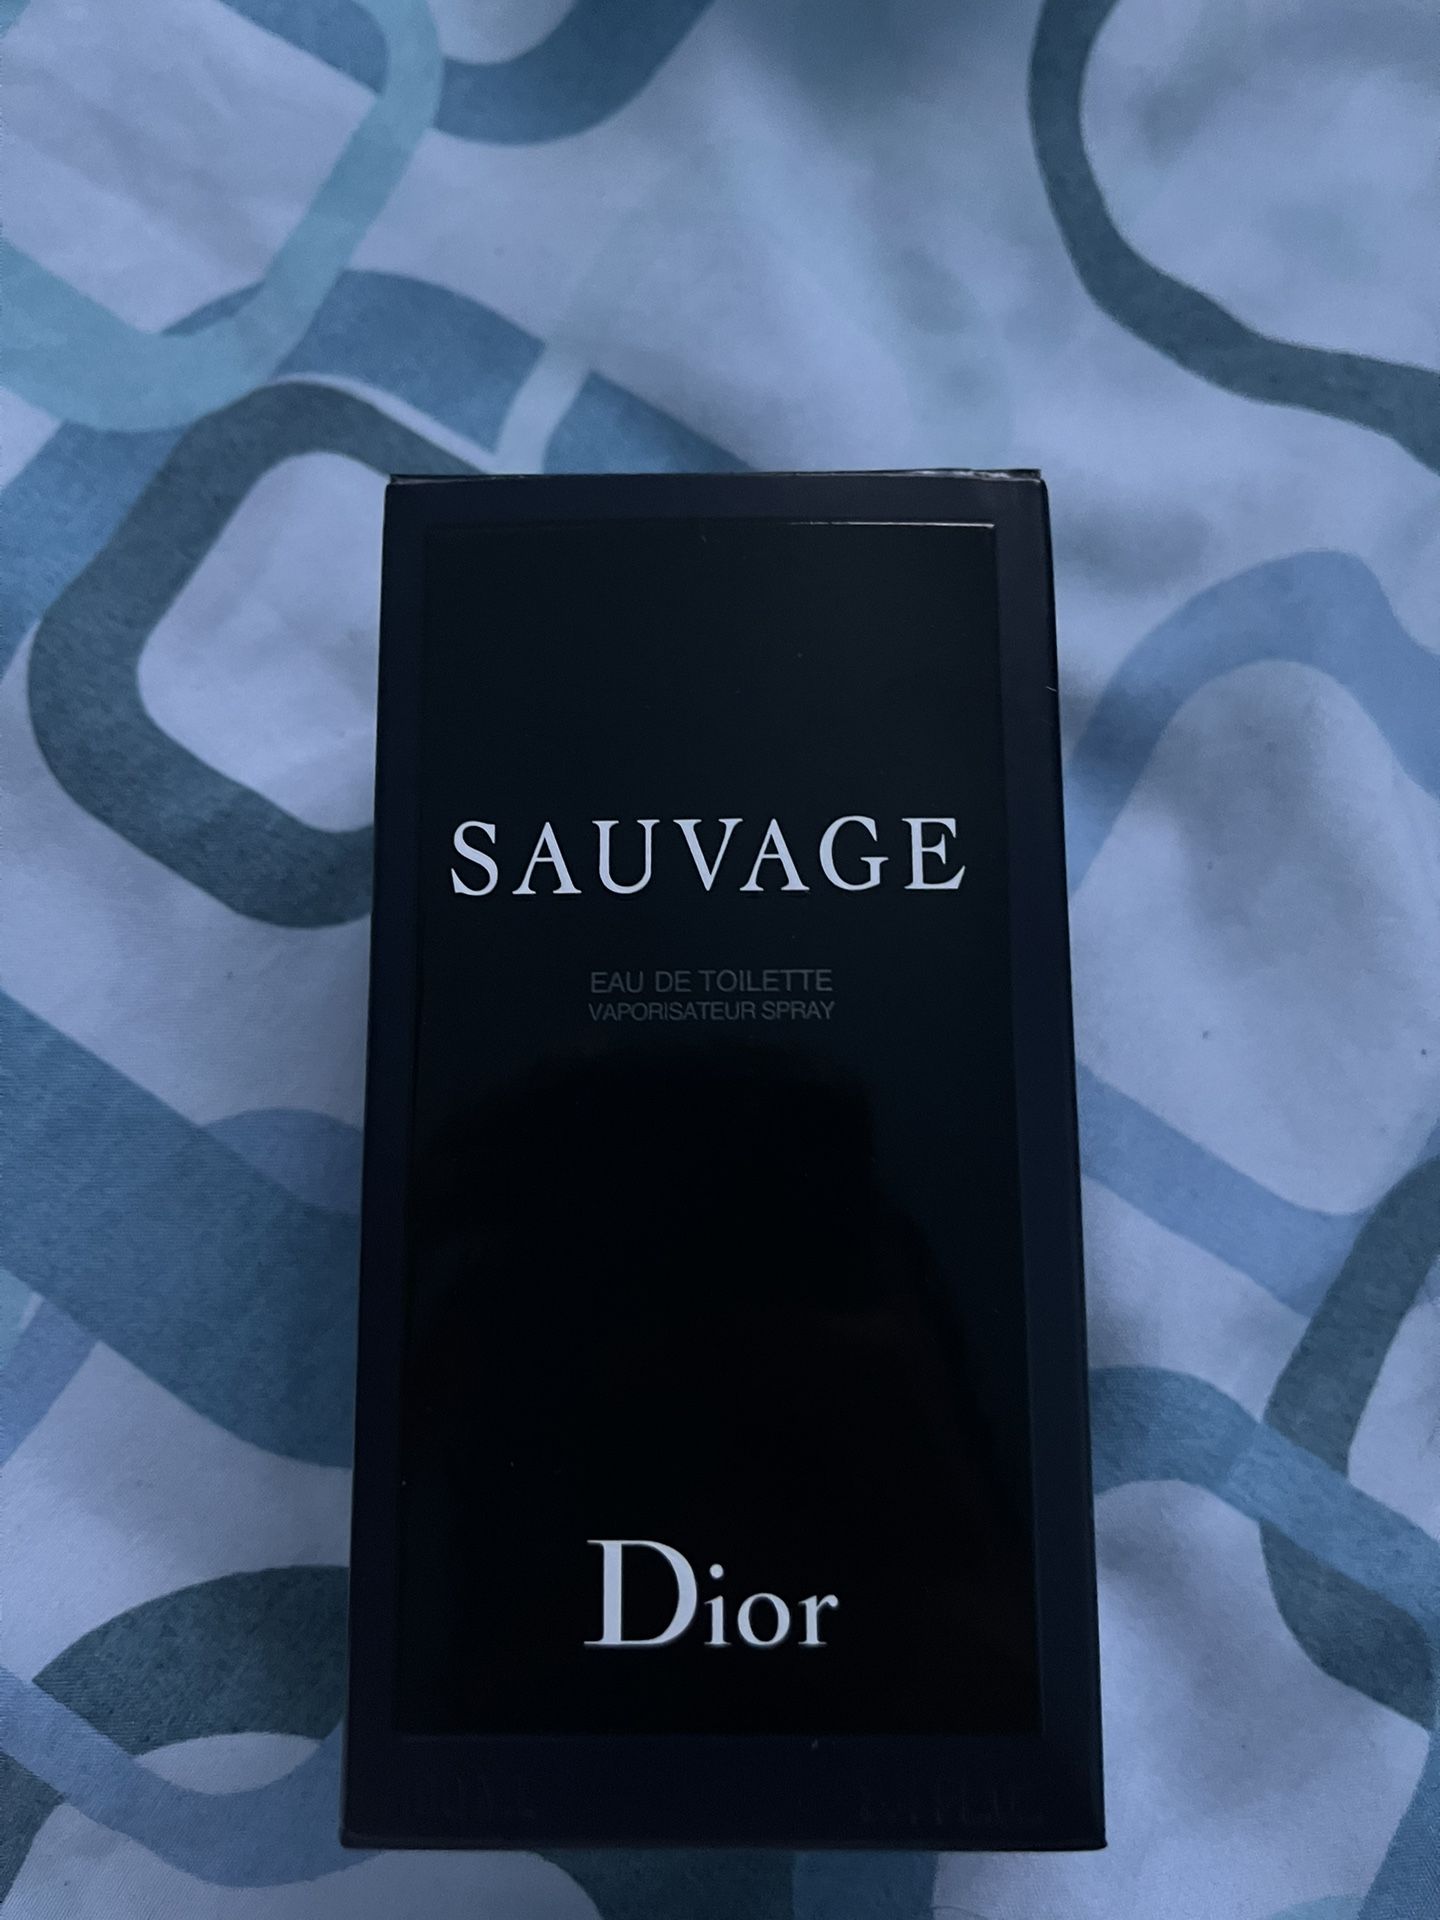 SAUVAGE
EAU DE TOILETTE
VAPORISATEUR SPRAY
Dior